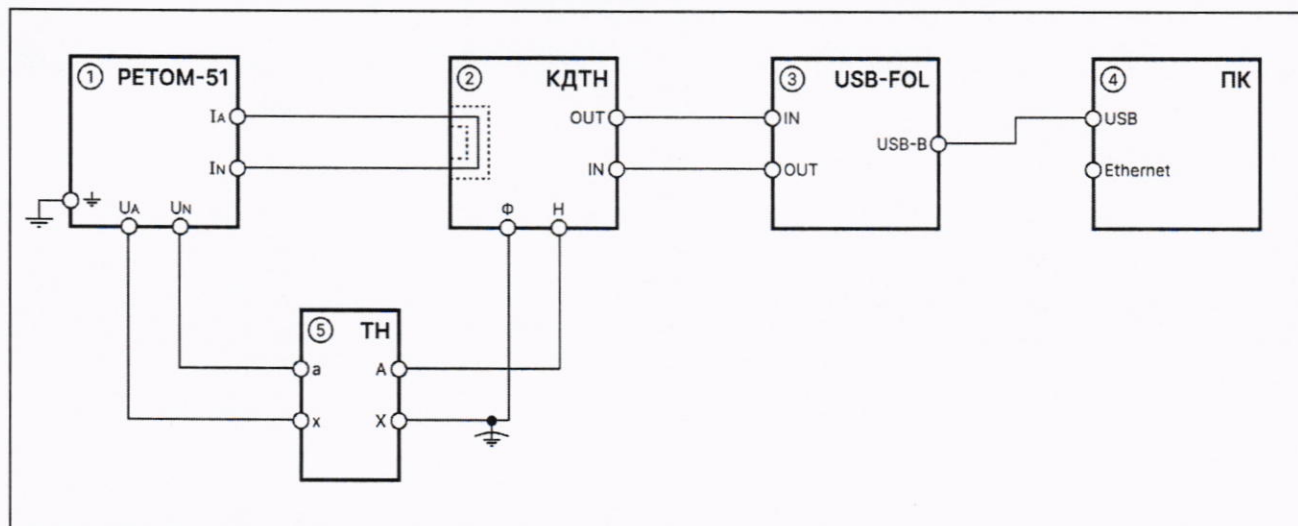 ① РЕТОМ-51
IA
IN
UA UN
② КДТН
OUT
IN
Ф Н
③ USB-FOL
IN
USB-B
OUT
④ ПК
USB
Ethernet
⑤ ТН
а А
х Х